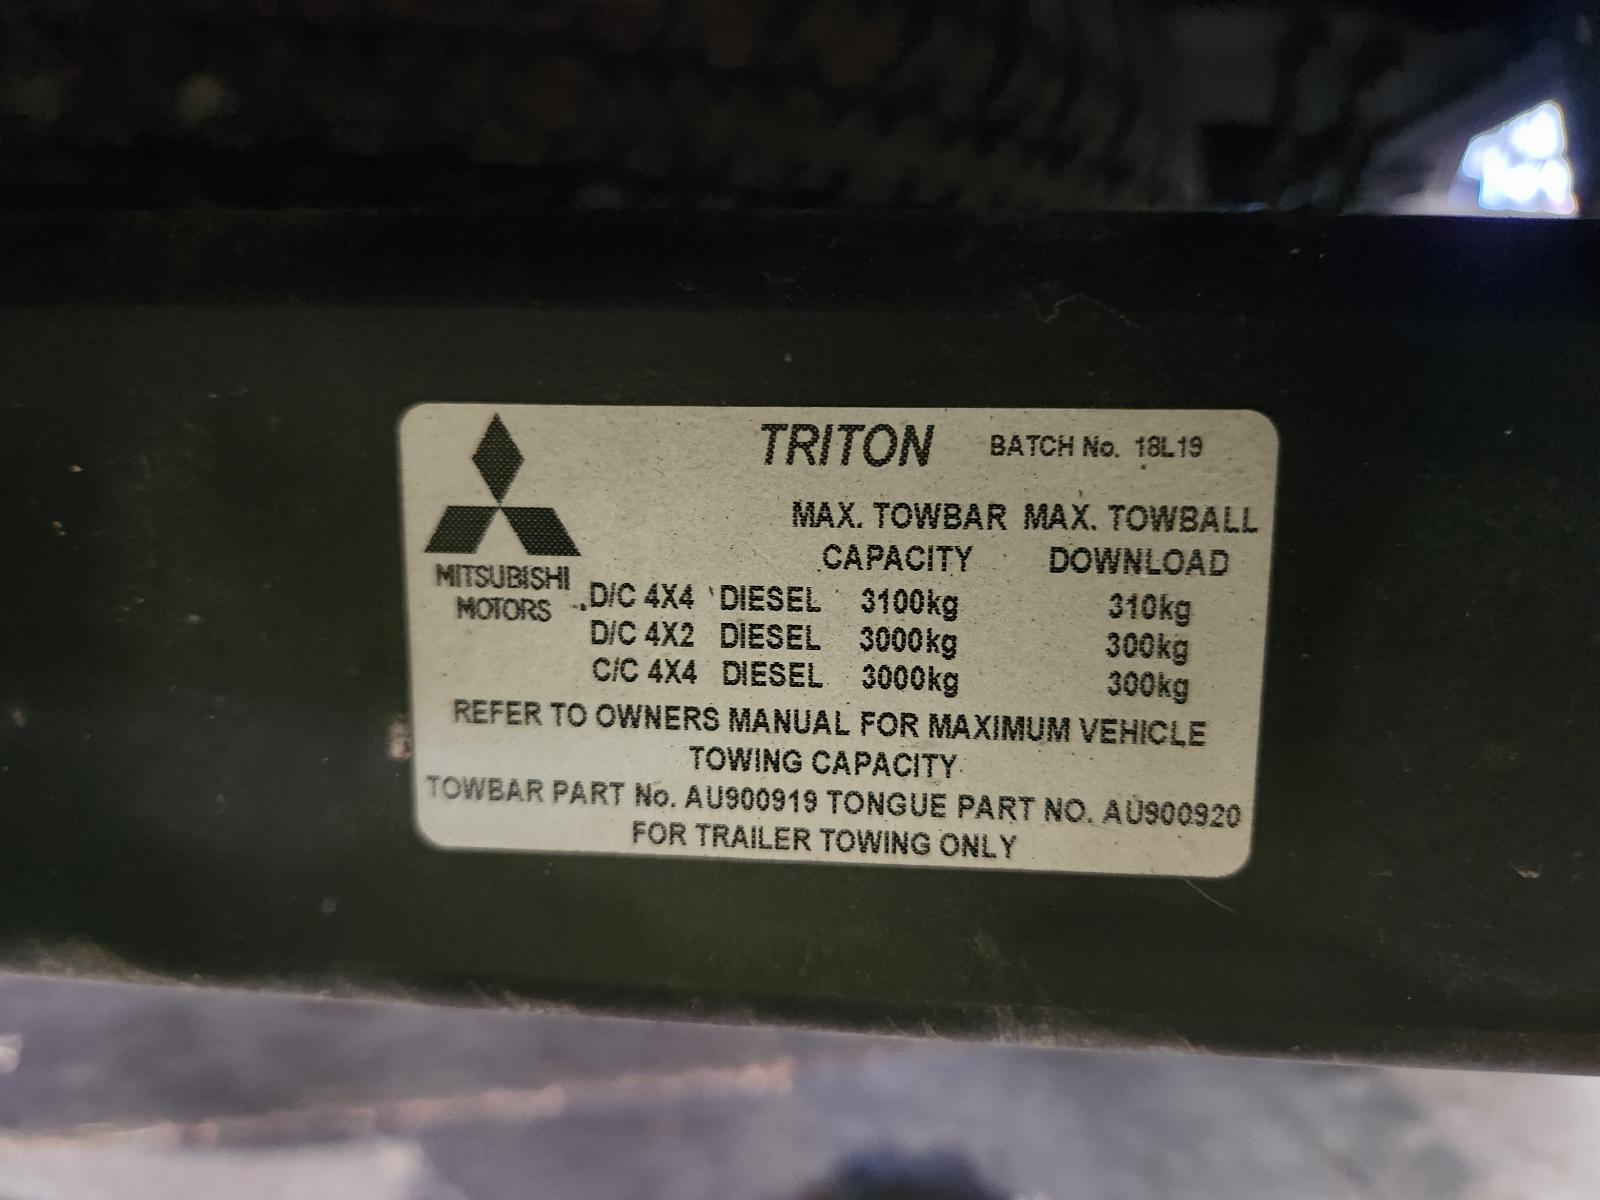 TRITON BATCH No. 18L19
MAX. TOWBAR MAX. TOWBALL
CAPACITY DOWNLOAD
MITSUBISHI
MOTORS
D/C 4X4 DIESEL 3100kg 310kg
D/C 4X2 DIESEL 3000kg 300kg
C/C 4X4 DIESEL 3000kg 300kg
REFER TO OWNERS MANUAL FOR MAXIMUM VEHICLE
TOWING CAPACITY
TOWBAR PART No. AU900919 TONGUE PART NO. AU900920
FOR TRAILER TOWING ONLY